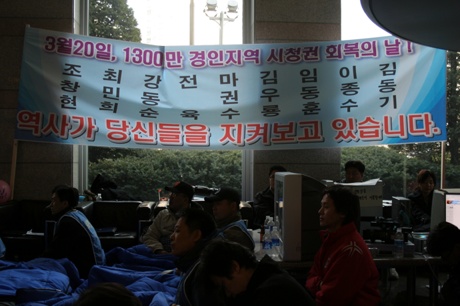 3월20일, 1300만 경인지역 시청권 회복의 날!
조 최 강 전 마 김 임 이 김
창 민 동 권 우 동 종 동
현 희 순 육 수 룡 훈 수 기
역사가 당신들을 지켜보고 있습니다.